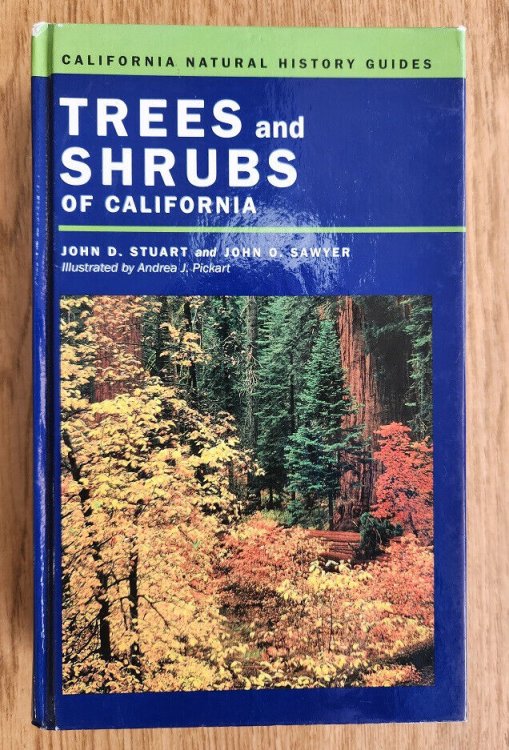 CALIFORNIA NATURAL HISTORY GUIDES
TREES and
SHRUBS
OF CALIFORNIA
JOHN D. STUART and JOHN O. SAWYER
Illustrated by Andrea J. Pickart